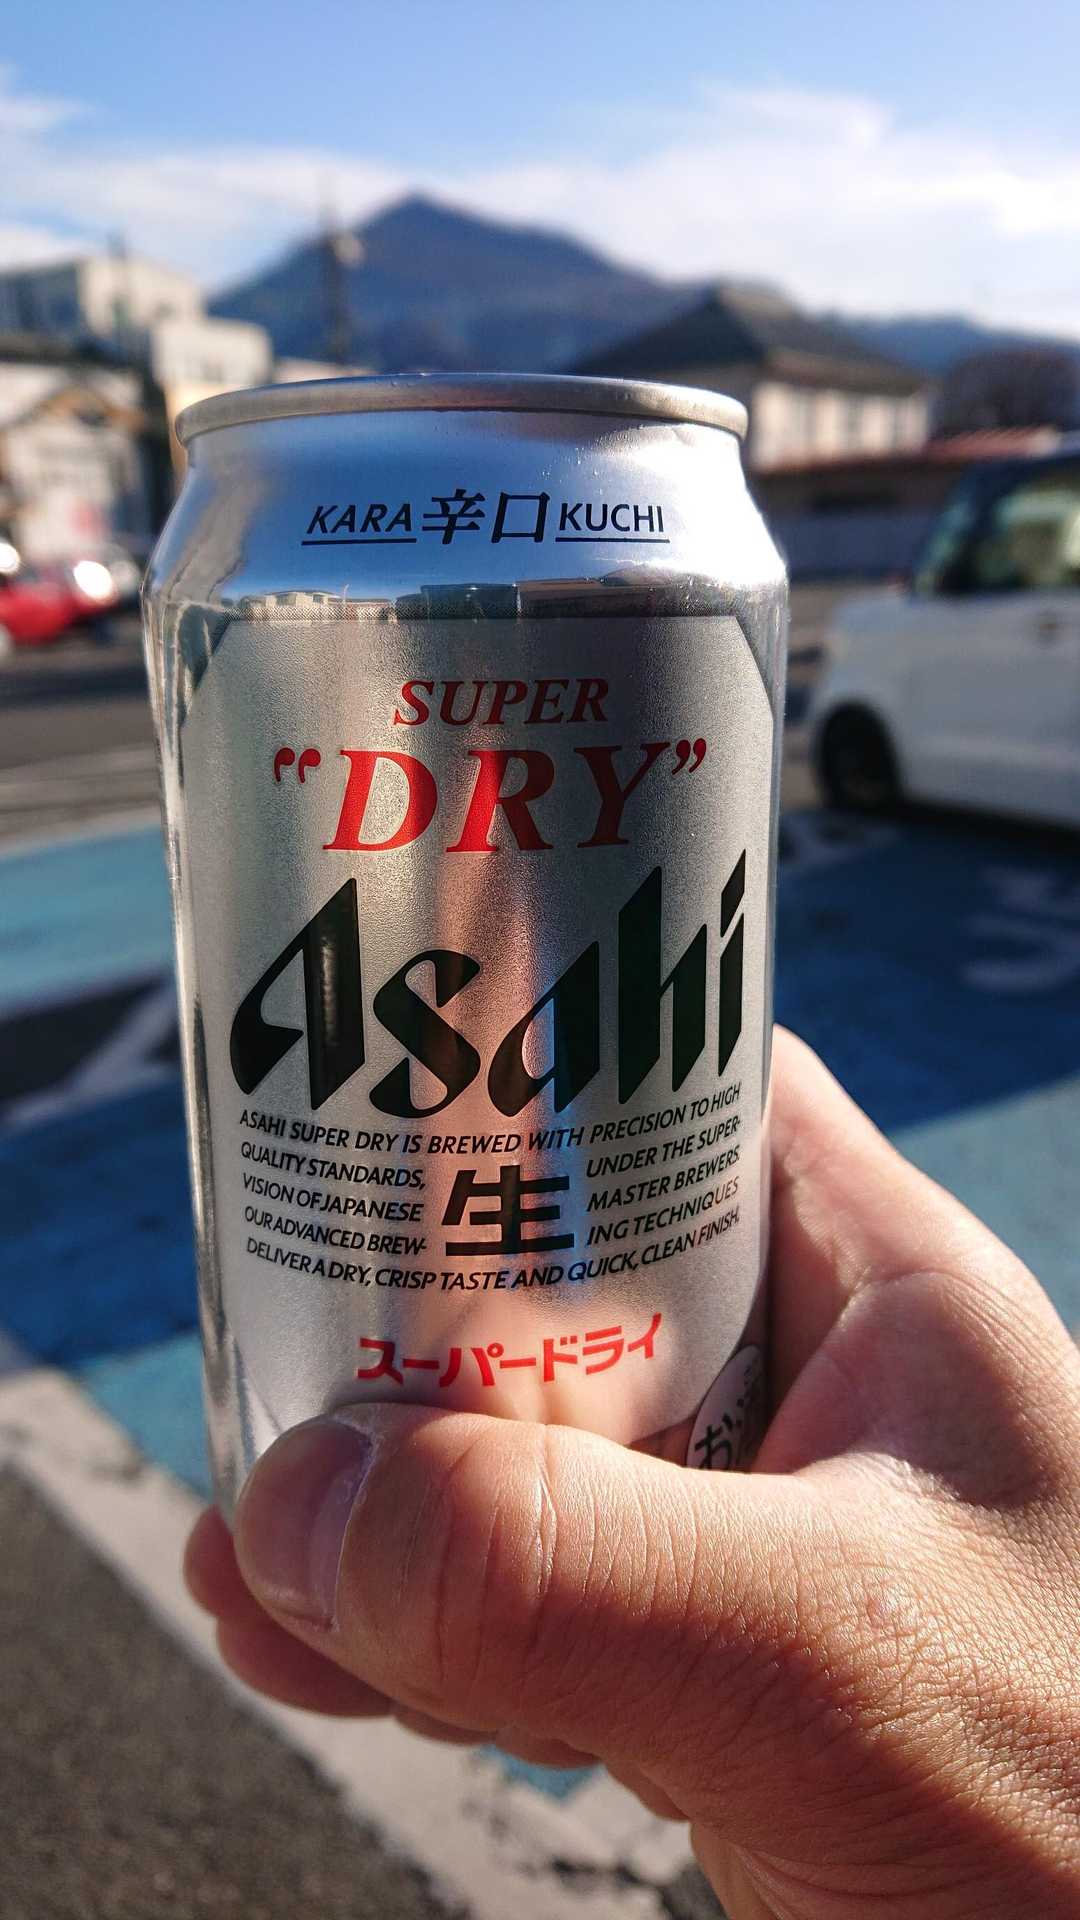 KARA 辛口 KUCHI
SUPER
“DRY”
Asahi
ASAHI SUPER DRY IS BREWED WITH PRECISION TO HIGH
QUALITY STANDARDS, UNDER THE SUPER-
VISION OF JAPANESE MASTER BREWERS.
OUR ADVANCED BREW- ING TECHNIQUES
DELIVER A DRY, CRISP TASTE AND QUICK, CLEAN FINISH.
生
スーパードライ